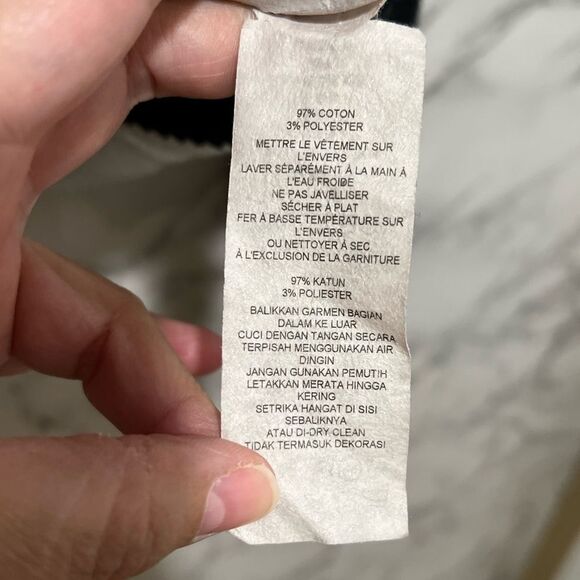 97% COTON
3% POLYESTER
METTRE LE VÊTEMENT SUR
L'ENVERS
LAVER SÉPARÉMENT À LA MAIN À
L'EAU FROIDE
NE PAS JAVELLISER
SÉCHER À PLAT
FER À BASSE TEMPÉRATURE SUR
L'ENVERS
OU NETTOYER À SEC
À L'EXCLUSION DE LA GARNITURE
97% KATUN
3% POLIESTER
BALIKKAN GARMEN BAGIAN
DALAM KE LUAR
CUCI DENGAN TANGAN SECARA
TERPISAH MENGGUNAKAN AIR
DINGIN
JANGAN GUNAKAN PEMUTIH
LETAKKAN MERATA HINGGA
KERING
SETRIKA HANGAT DI SISI
SEBALIKNYA
ATAU DI-DRY CLEAN
TIDAK TERMASUK DEKORASI